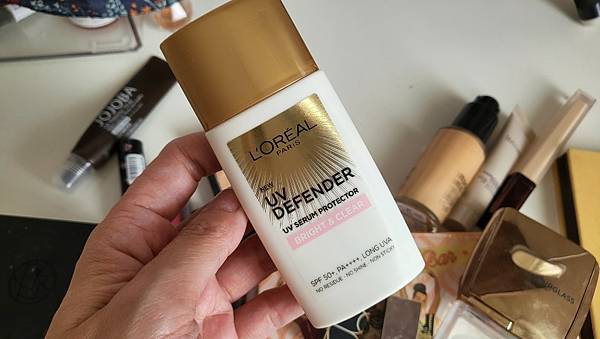 L'ORÉAL
PARIS
NEW
UV
DEFENDER
UV SERUM PROTECTOR
BRIGHT & CLEAR
SPF 50+, PA++++, LONG UVA
NO RESIDUE . NO SHINE . NON STICKY
JOJOBA